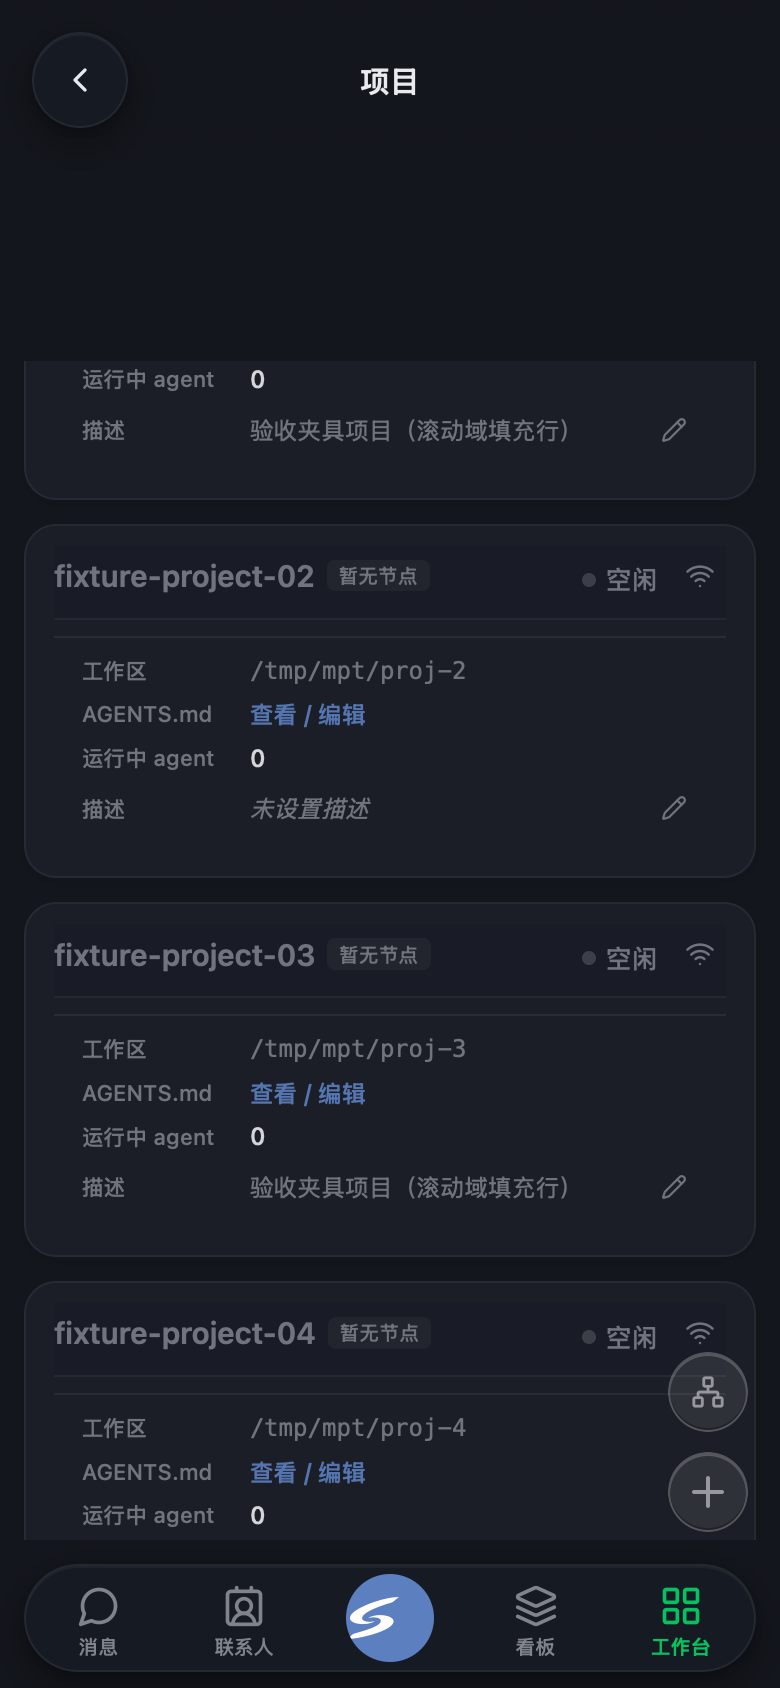 项目
运行中 agent 0
描述 验收夹具项目（滚动域填充行）
fixture-project-02 暂无节点 空闲
工作区 /tmp/mpt/proj-2
AGENTS.md 查看 / 编辑
运行中 agent 0
描述 未设置描述
fixture-project-03 暂无节点 空闲
工作区 /tmp/mpt/proj-3
AGENTS.md 查看 / 编辑
运行中 agent 0
描述 验收夹具项目（滚动域填充行）
fixture-project-04 暂无节点 空闲
工作区 /tmp/mpt/proj-4
AGENTS.md 查看 / 编辑
运行中 agent 0
消息 联系人 看板 工作台